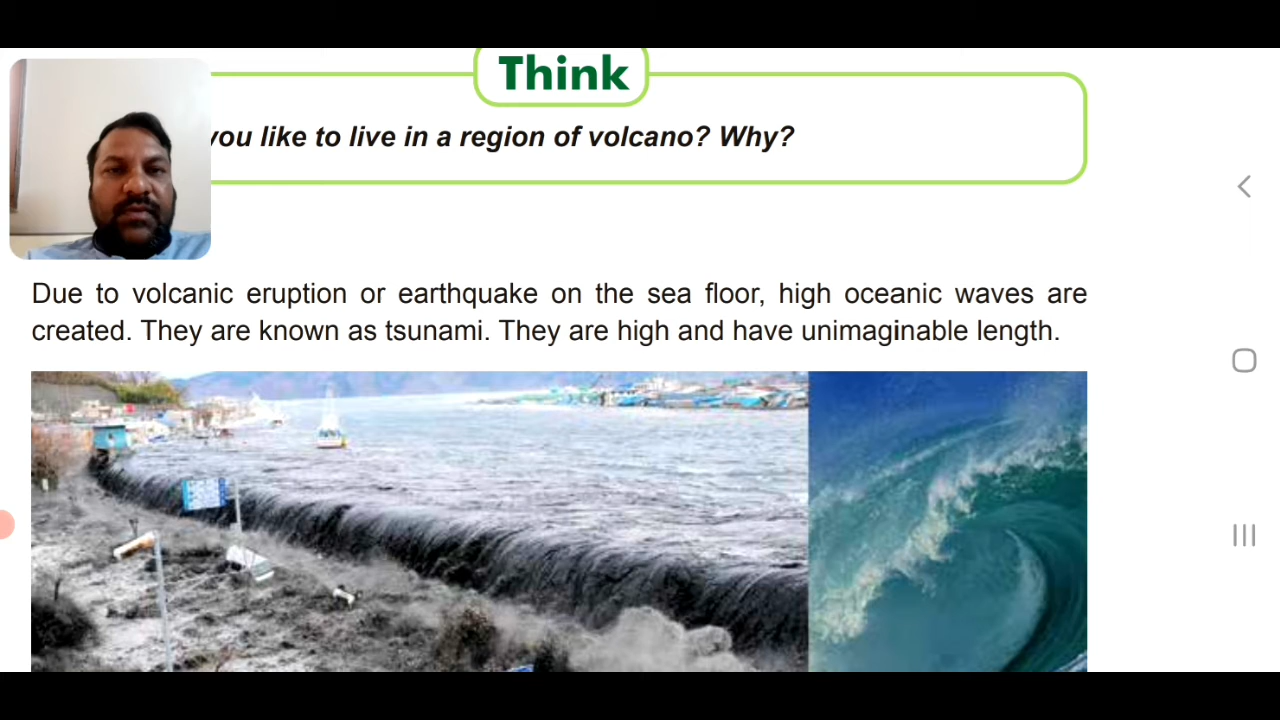 Think
you like to live in a region of volcano? Why?
Due to volcanic eruption or earthquake on the sea floor, high oceanic waves are
created. They are known as tsunami. They are high and have unimaginable length.